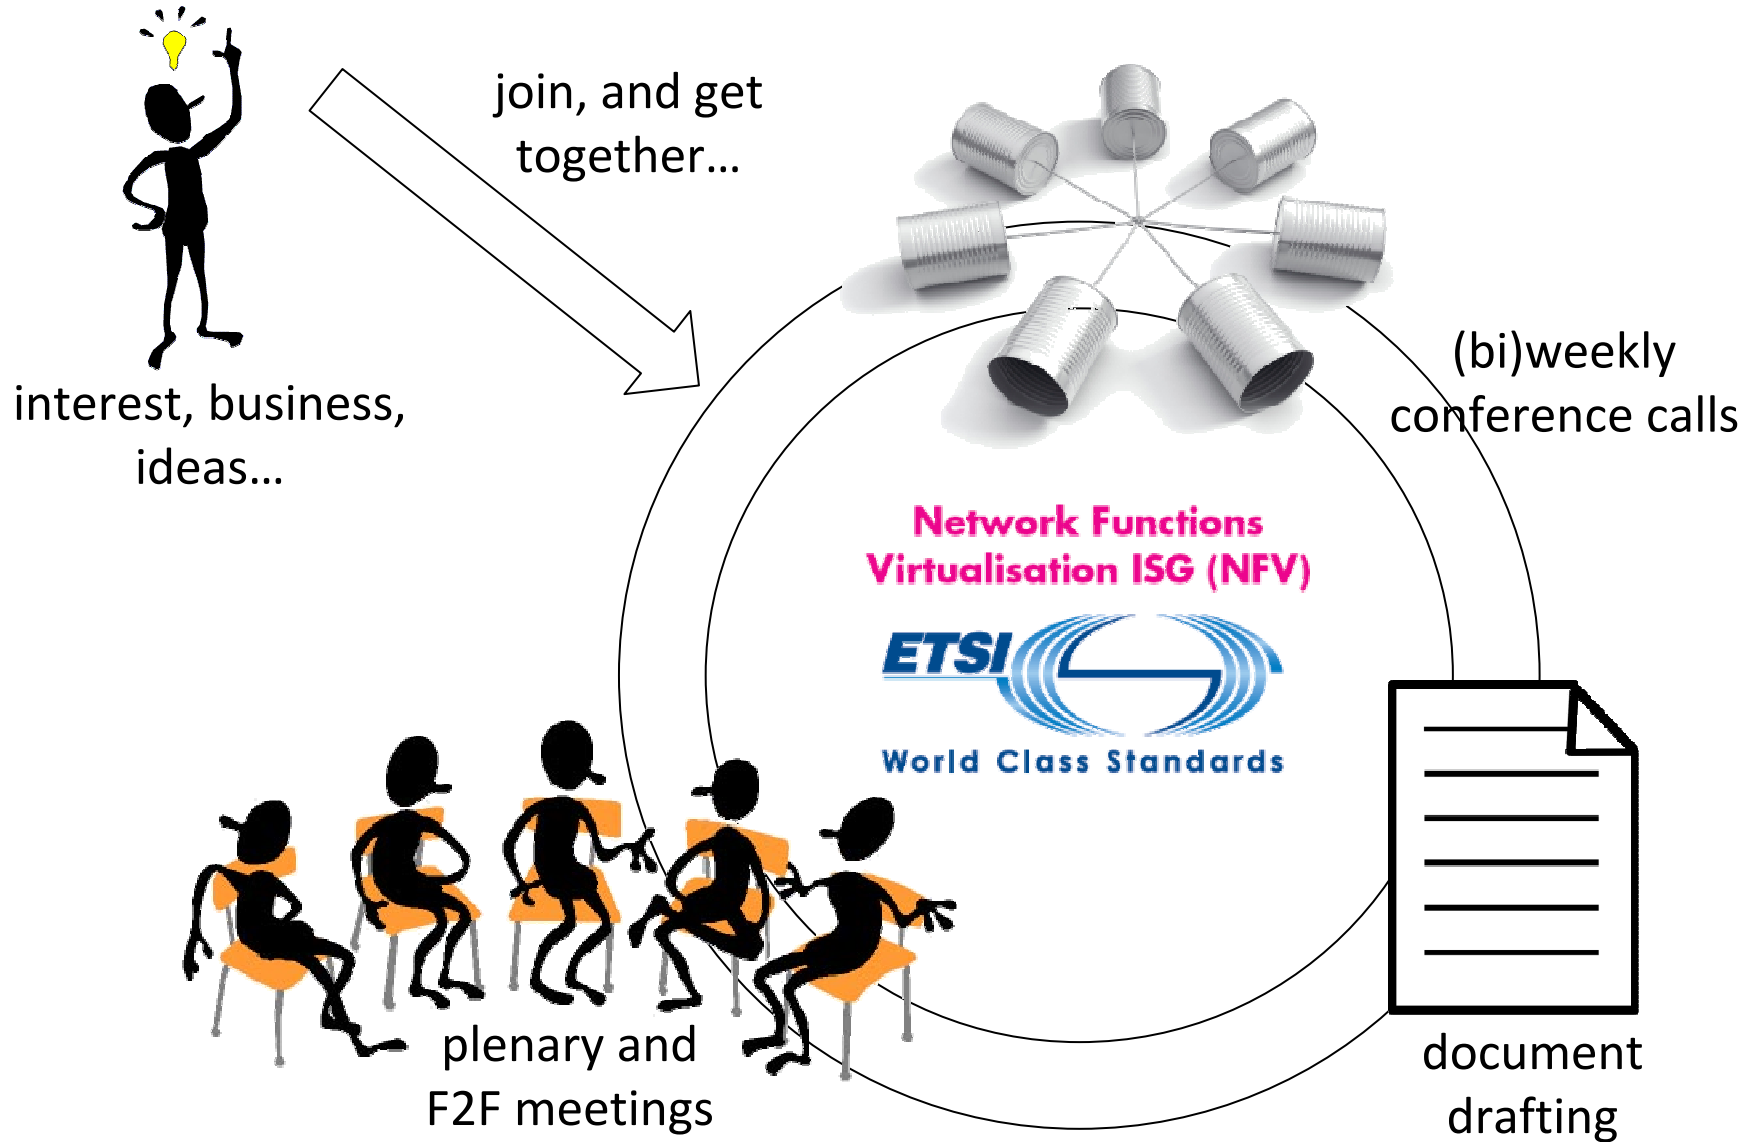 join, and get
together…
interest, business,
ideas…
(bi)weekly
conference calls
Network Functions
Virtualisation ISG (NFV)
ETSI
World Class Standards
plenary and
F2F meetings
document
drafting